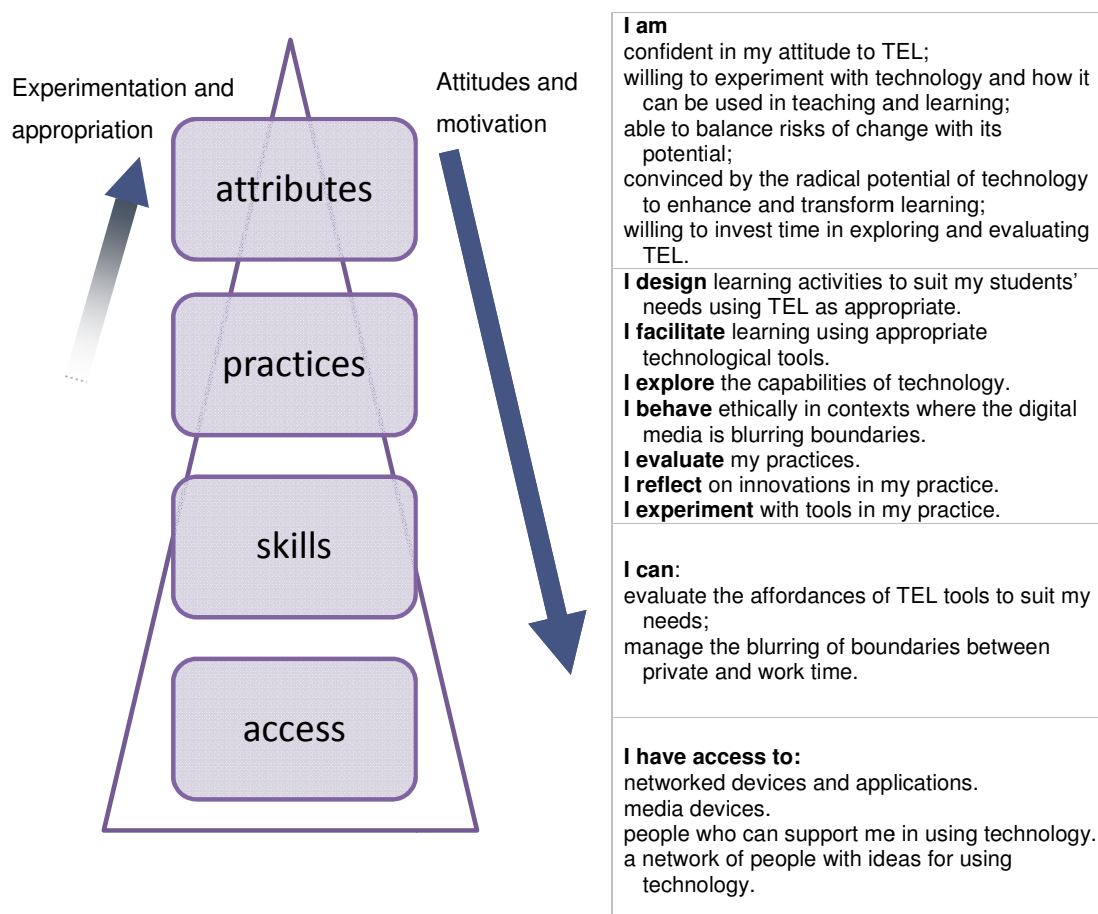 Experimentation and
appropriation
Attitudes and
motivation
attributes
practices
skills
access
I am
confident in my attitude to TEL;
willing to experiment with technology and how it
can be used in teaching and learning;
able to balance risks of change with its
potential;
convinced by the radical potential of technology
to enhance and transform learning;
willing to invest time in exploring and evaluating
TEL.
I design learning activities to suit my students’
needs using TEL as appropriate.
I facilitate learning using appropriate
technological tools.
I explore the capabilities of technology.
I behave ethically in contexts where the digital
media is blurring boundaries.
I evaluate my practices.
I reflect on innovations in my practice.
I experiment with tools in my practice.
I can:
evaluate the affordances of TEL tools to suit my
needs;
manage the blurring of boundaries between
private and work time.
I have access to:
networked devices and applications.
media devices.
people who can support me in using technology.
a network of people with ideas for using
technology.